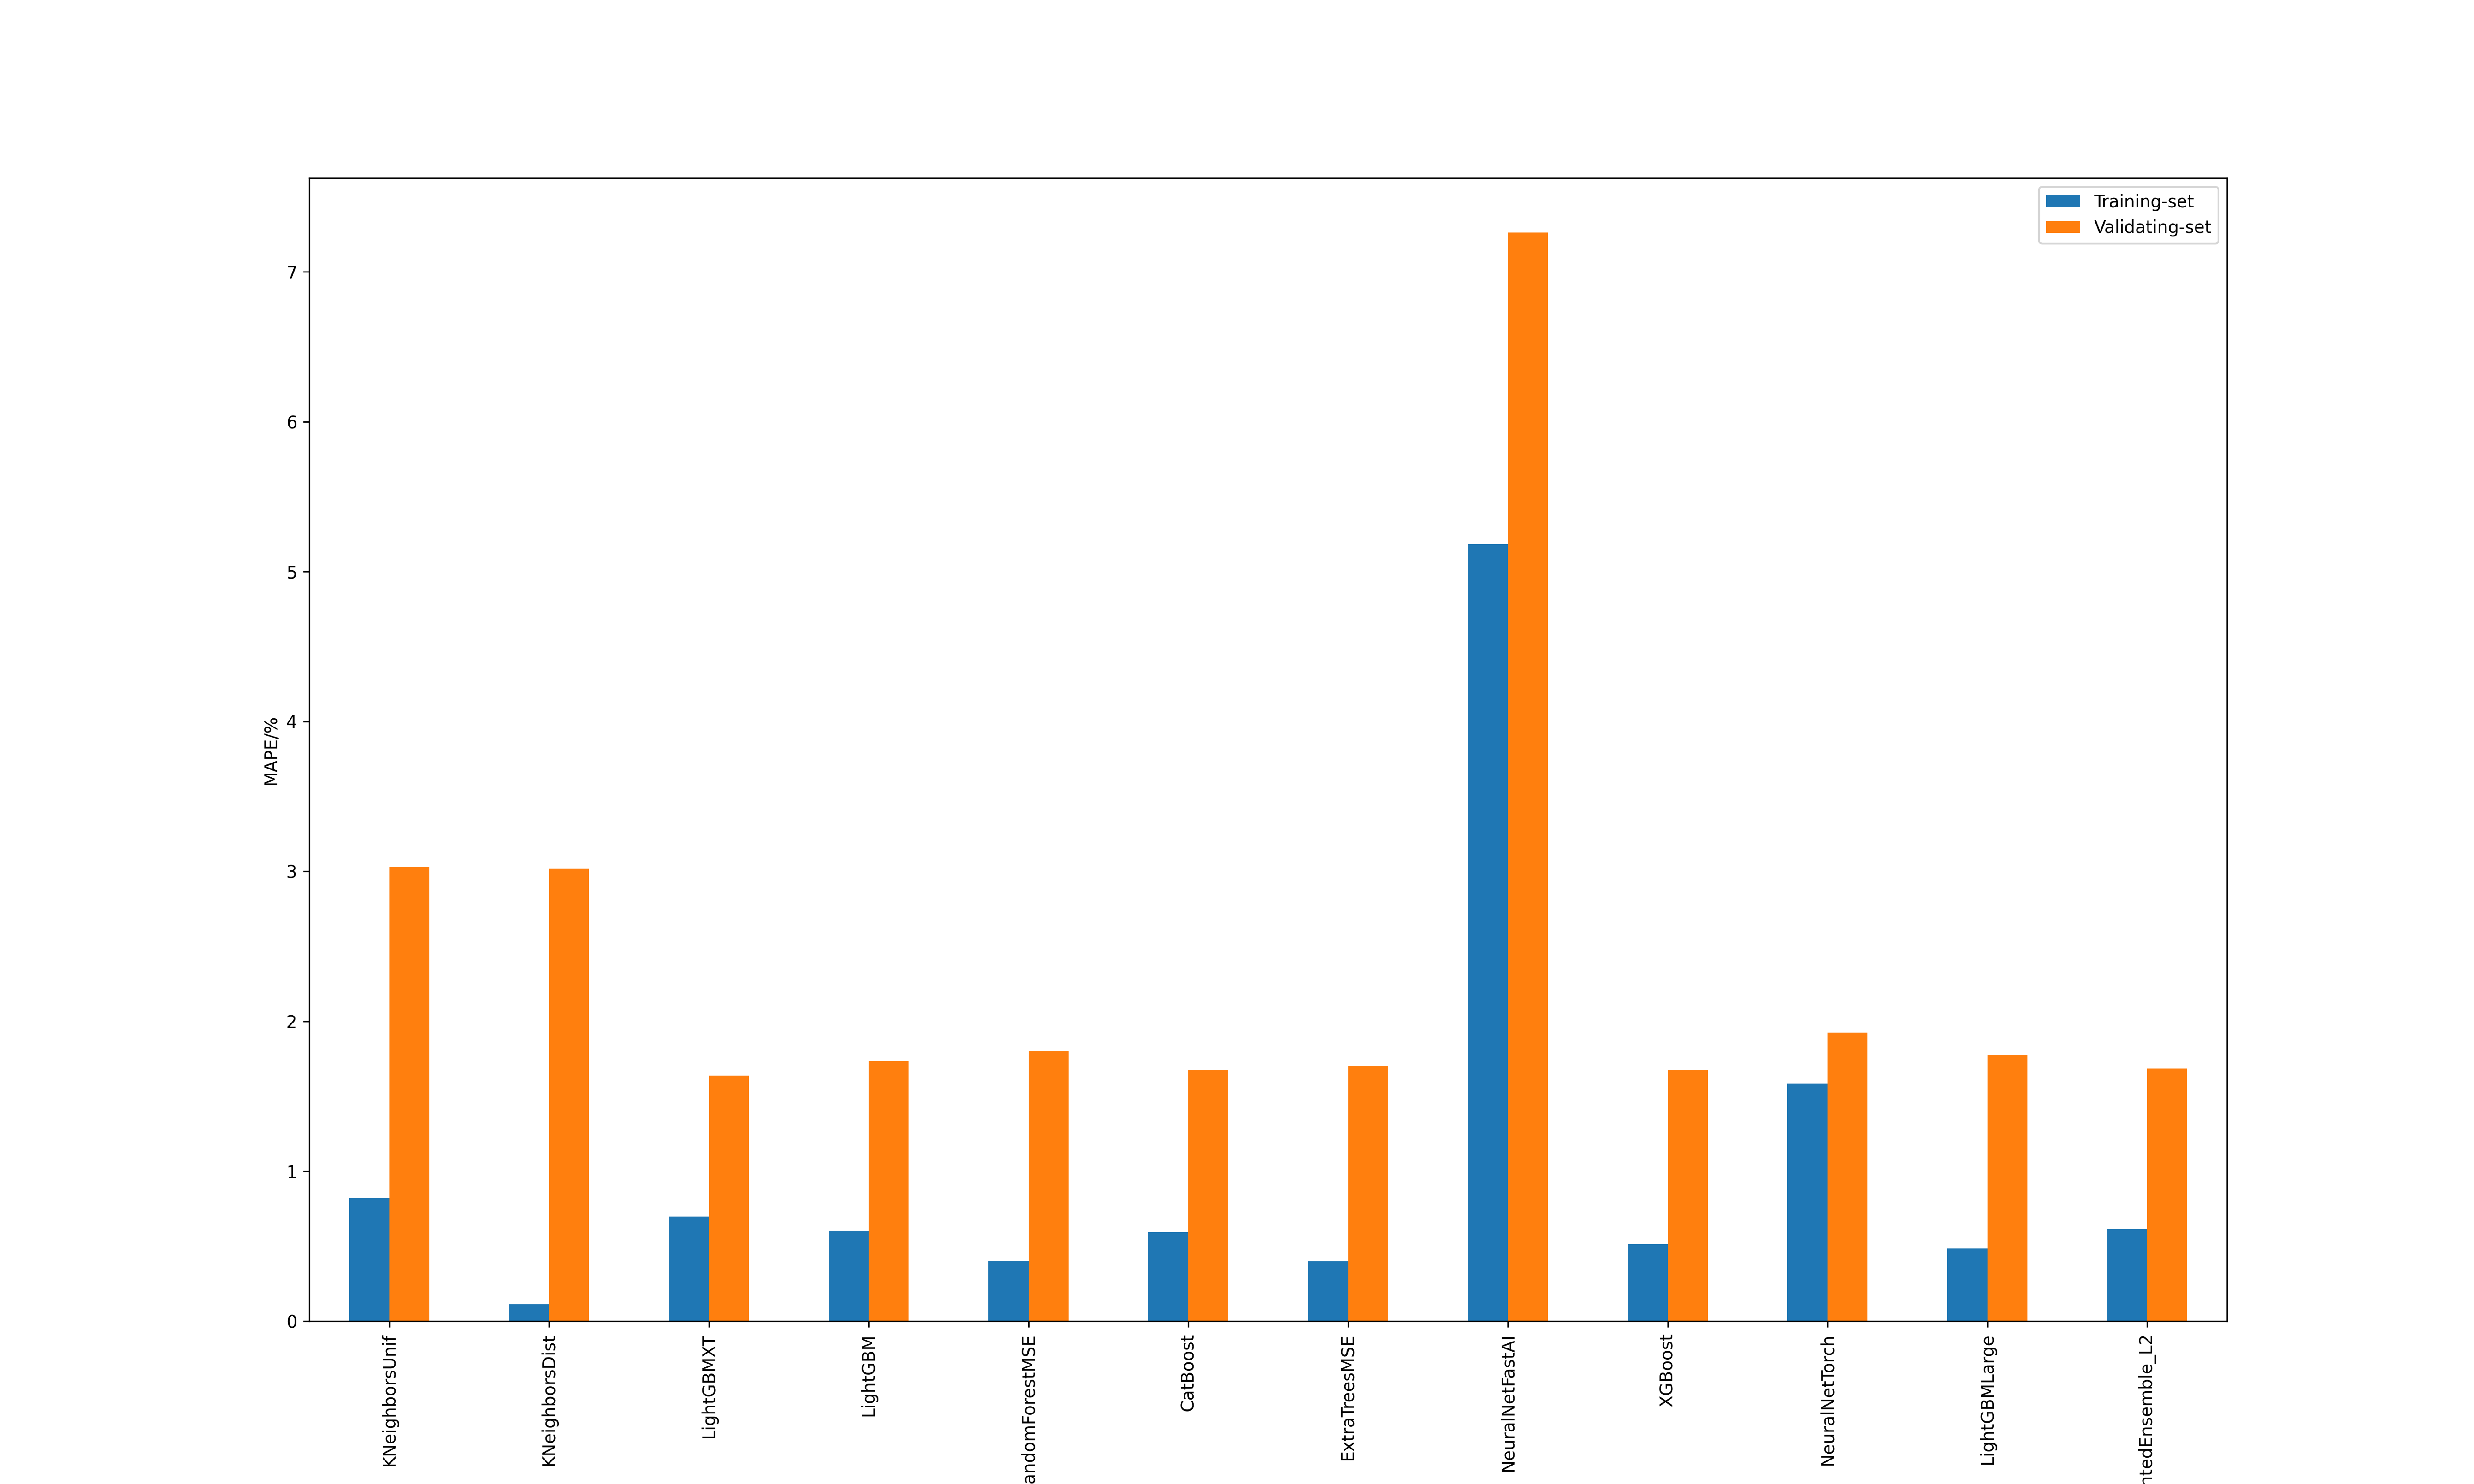 Training-set
Validating-set
MAPE/%
7
6
5
4
3
2
1
0
KNeighborsUnif
KNeighborsDist
LightGBMXT
LightGBM
andomForestMSE
CatBoost
ExtraTreesMSE
NeuralNetFastAI
XGBoost
NeuralNetTorch
LightGBMLarge
ntedEnsemble_L2